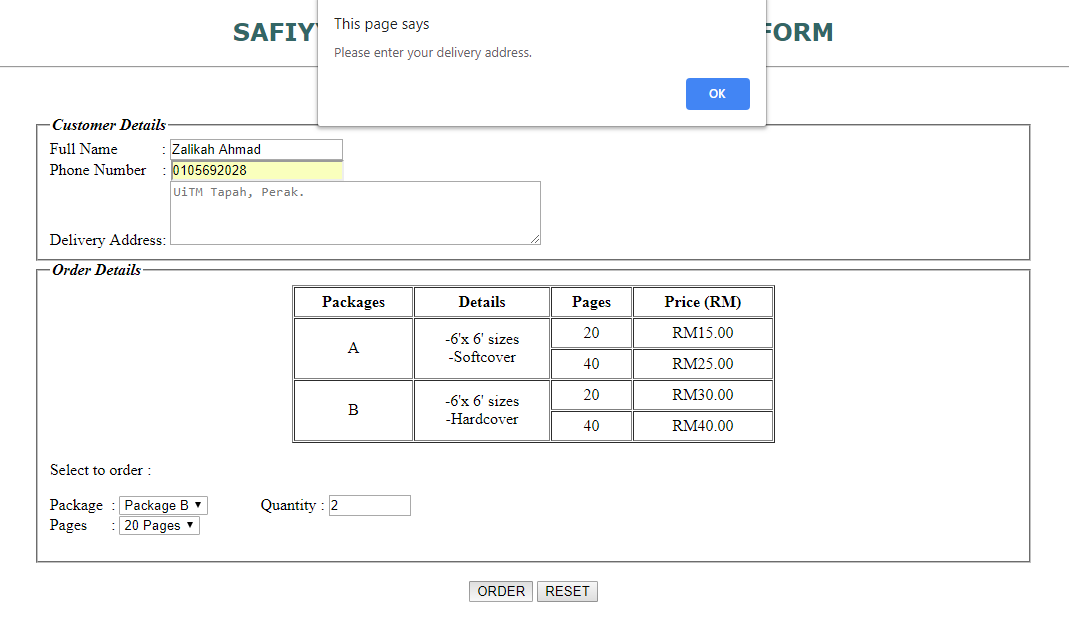 SAFIY
FORM
This page says
Please enter your delivery address.
OK
Customer Details
Full Name : Zalikah Ahmad
Phone Number : 0105692028
UiTM Tapah, Perak.
Delivery Address:
Order Details
Packages Details Pages Price (RM)
A -6'x 6' sizes -Softcover 20 RM15.00
40 RM25.00
B -6'x 6' sizes -Hardcover 20 RM30.00
40 RM40.00
Select to order :
Package : Package B Quantity : 2
Pages : 20 Pages
ORDER RESET